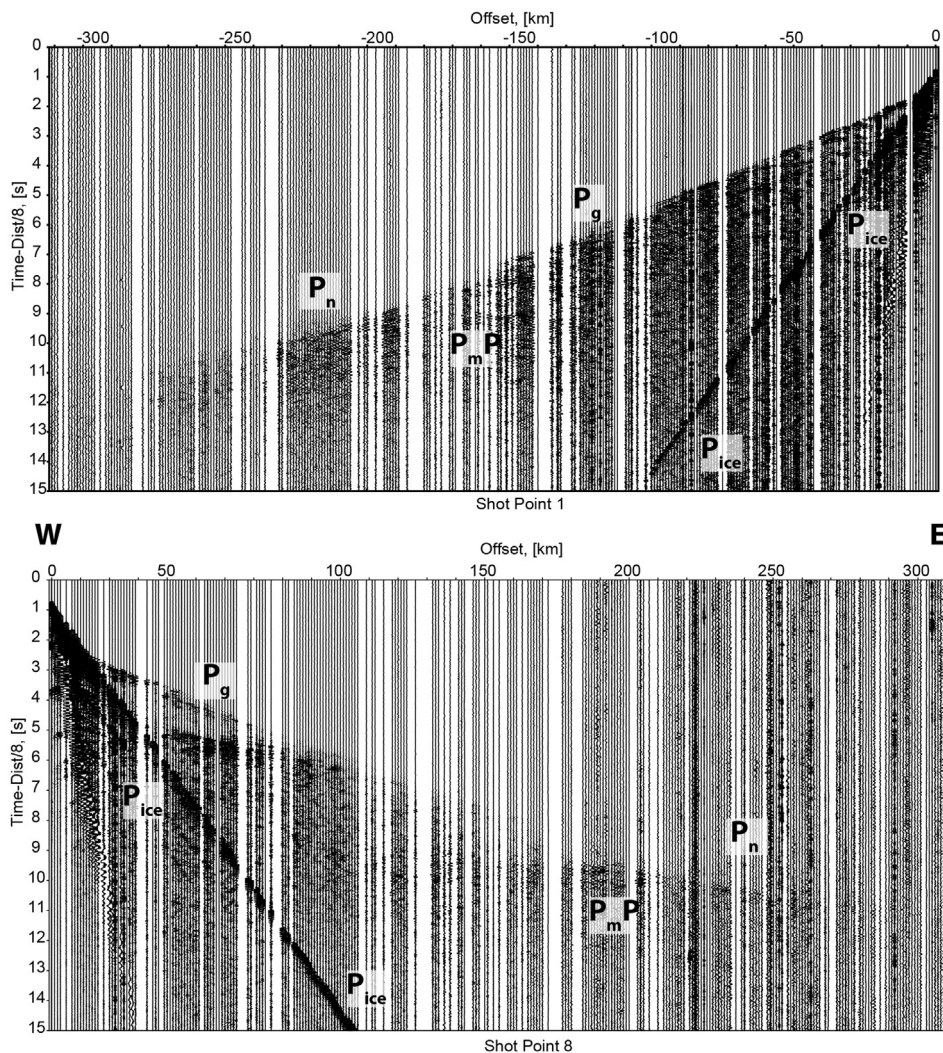 Offset, [km]
-300 -250 -200 -150 -100 -50 0
Time-Dist/8, [s]
0
1
2
3
4
5
6
7
8
9
10
11
12
13
14
15
Pg
Pice
Pn
PmP
Pice
Shot Point 1
W E
Offset, [km]
0 50 100 150 200 250 300
Time-Dist/8, [s]
0
1
2
3
4
5
6
7
8
9
10
11
12
13
14
15
Pg
Pice
Pn
PmP
Pice
Shot Point 8